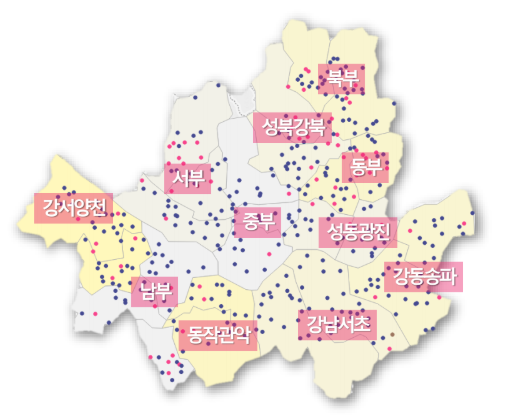 북부
성북강북
동부
서부
강서양천
중부
성동광진
강동송파
남부
동작관악
강남서초